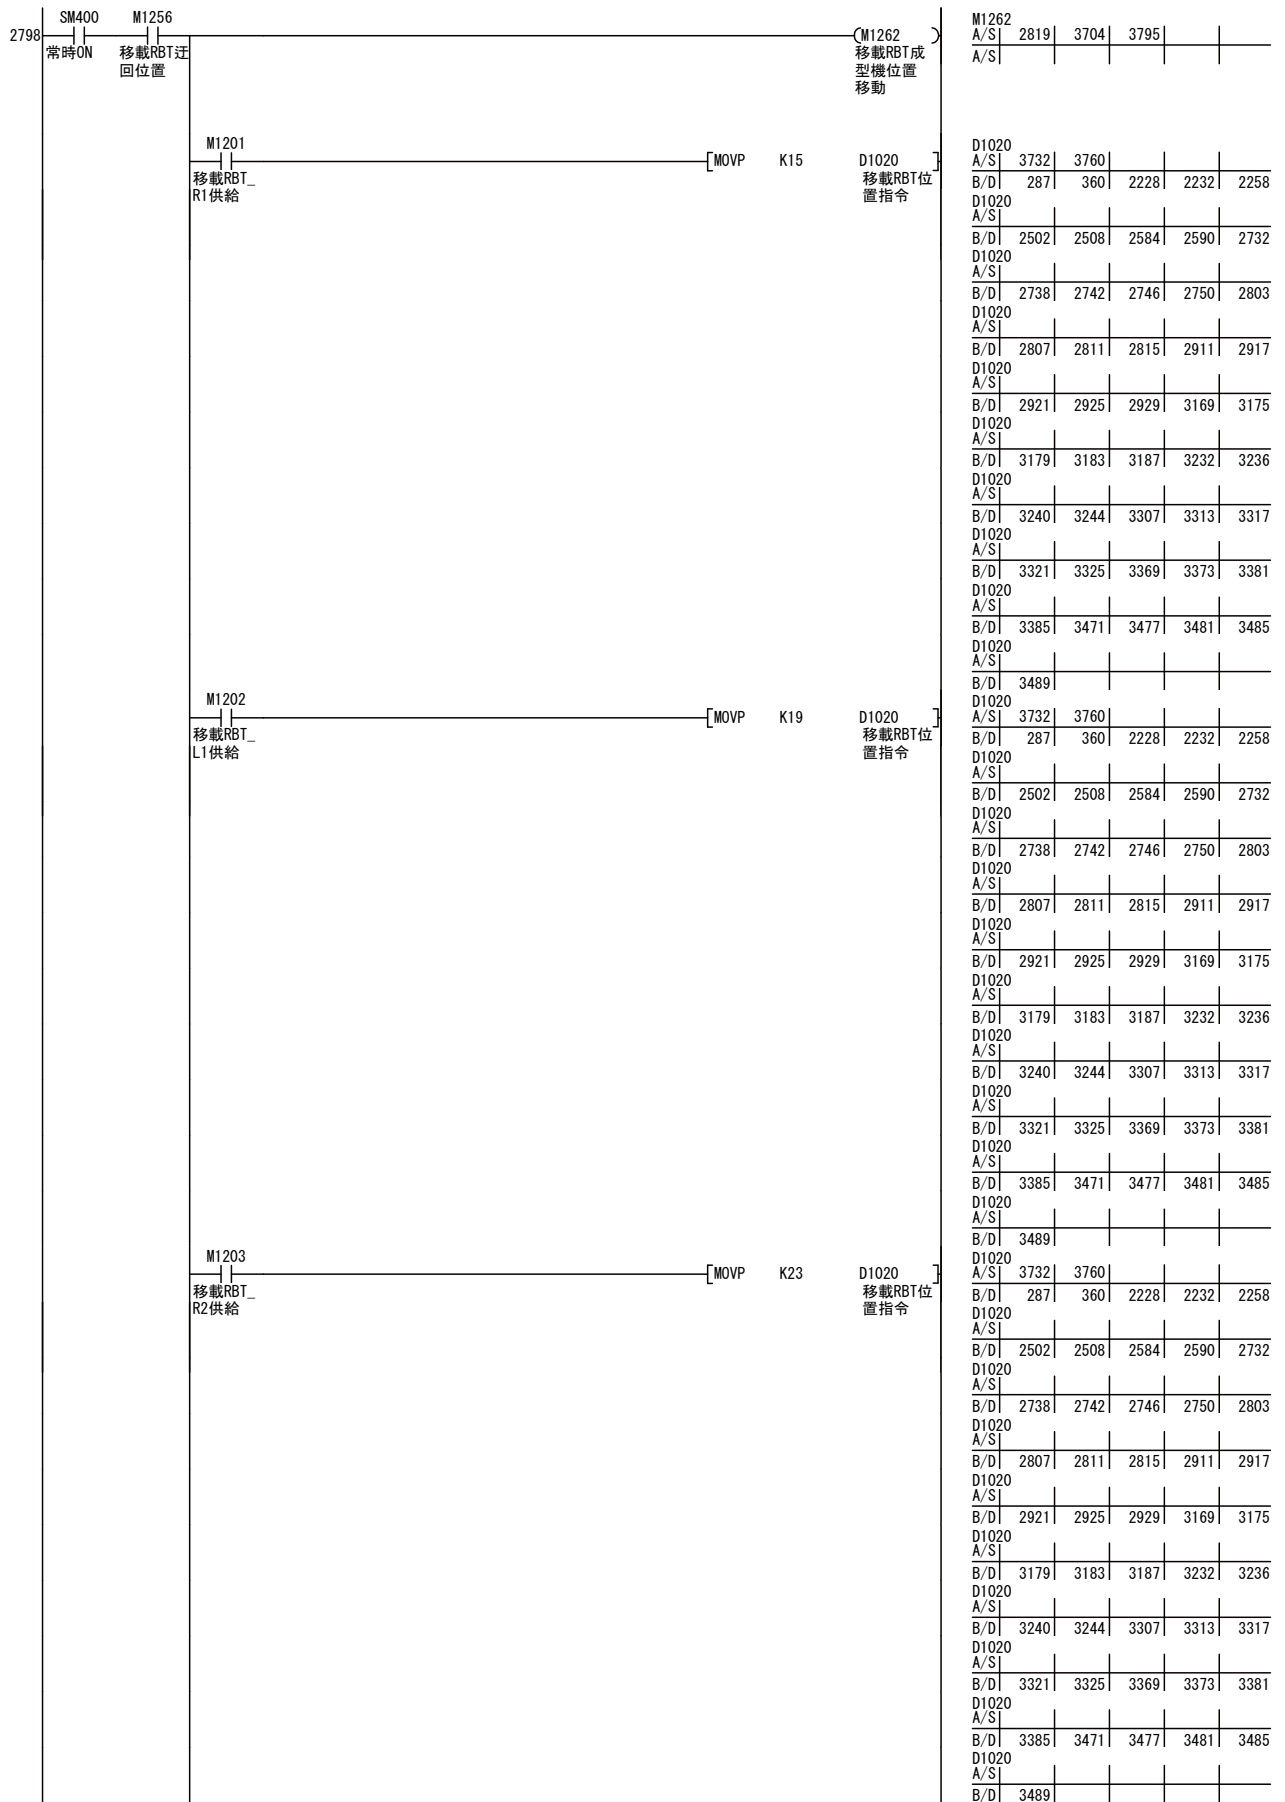 SM400 M1256
2798 (M1262 )
常時ON 移載RBT迂回位置 移載RBT成型機位置移動
M1262
A/S 2819 3704 3795
A/S
M1201
[MOVP K15 D1020 ]
移載RBT_R1供給 移載RBT位置指令
D1020
A/S 3732 3760
B/D 287 360 2228 2232 2258
D1020
A/S
B/D 2502 2508 2584 2590 2732
D1020
A/S
B/D 2738 2742 2746 2750 2803
D1020
A/S
B/D 2807 2811 2815 2911 2917
D1020
A/S
B/D 2921 2925 2929 3169 3175
D1020
A/S
B/D 3179 3183 3187 3232 3236
D1020
A/S
B/D 3240 3244 3307 3313 3317
D1020
A/S
B/D 3321 3325 3369 3373 3381
D1020
A/S
B/D 3385 3471 3477 3481 3485
D1020
A/S
B/D 3489
M1202
[MOVP K19 D1020 ]
移載RBT_L1供給 移載RBT位置指令
D1020
A/S 3732 3760
B/D 287 360 2228 2232 2258
D1020
A/S
B/D 2502 2508 2584 2590 2732
D1020
A/S
B/D 2738 2742 2746 2750 2803
D1020
A/S
B/D 2807 2811 2815 2911 2917
D1020
A/S
B/D 2921 2925 2929 3169 3175
D1020
A/S
B/D 3179 3183 3187 3232 3236
D1020
A/S
B/D 3240 3244 3307 3313 3317
D1020
A/S
B/D 3321 3325 3369 3373 3381
D1020
A/S
B/D 3385 3471 3477 3481 3485
D1020
A/S
B/D 3489
M1203
[MOVP K23 D1020 ]
移載RBT_R2供給 移載RBT位置指令
D1020
A/S 3732 3760
B/D 287 360 2228 2232 2258
D1020
A/S
B/D 2502 2508 2584 2590 2732
D1020
A/S
B/D 2738 2742 2746 2750 2803
D1020
A/S
B/D 2807 2811 2815 2911 2917
D1020
A/S
B/D 2921 2925 2929 3169 3175
D1020
A/S
B/D 3179 3183 3187 3232 3236
D1020
A/S
B/D 3240 3244 3307 3313 3317
D1020
A/S
B/D 3321 3325 3369 3373 3381
D1020
A/S
B/D 3385 3471 3477 3481 3485
D1020
A/S
B/D 3489